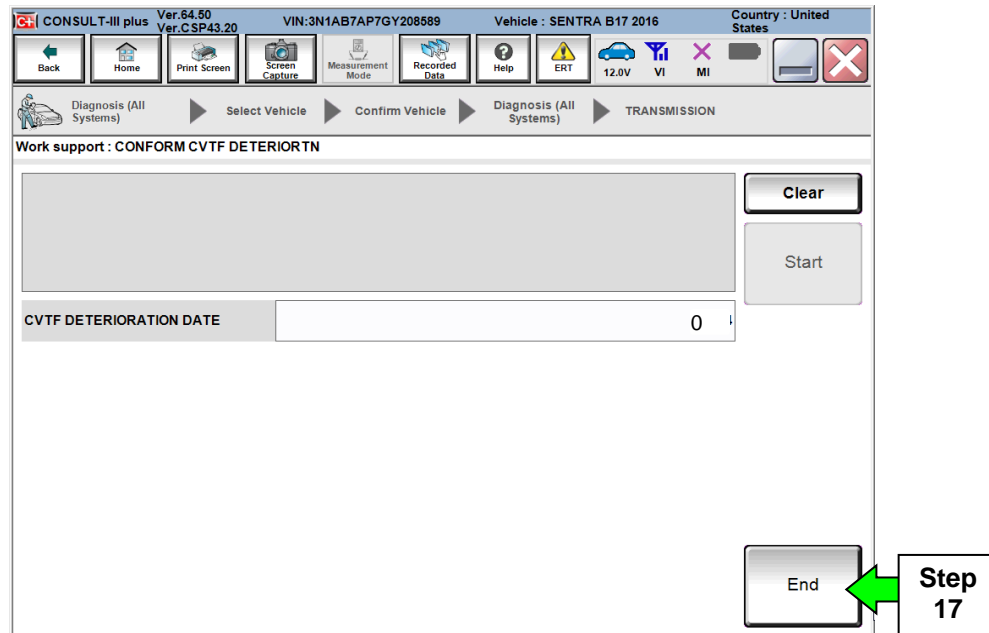 C+ CONSULT-III plus Ver.64.50 VIN:3N1AB7AP7GY208589 Vehicle : SENTRA B17 2016 Country : United
Ver.CSP43.20 States
Back Home Print Screen Screen Capture Measurement Mode Recorded Data Help ERT 12.0V VI MI
Diagnosis (All Systems) Select Vehicle Confirm Vehicle Diagnosis (All Systems) TRANSMISSION
Work support : CONFORM CVTF DETERIORTN
Clear
Start
CVTF DETERIORATION DATE 0
End
Step
17